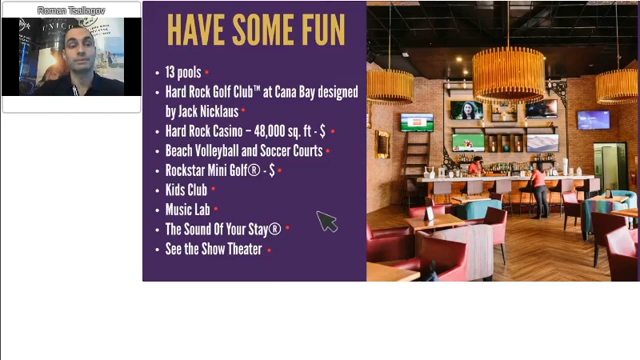 Roman Tsalagov
HAVE SOME FUN
• 13 pools •
• Hard Rock Golf Club™ at Cana Bay designed
by Jack Nicklaus •
• Hard Rock Casino – 48,000 sq. ft - $ •
• Beach Volleyball and Soccer Courts •
• Rockstar Mini Golf® - $ •
• Kids Club •
• Music Lab •
• The Sound Of Your Stay® •
• See the Show Theater •